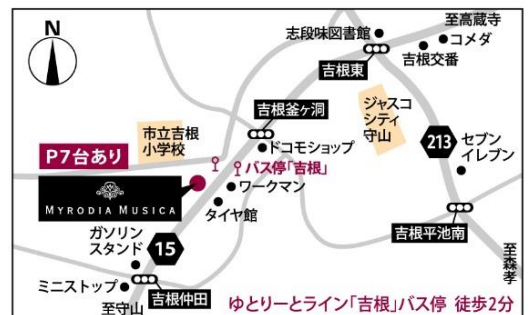 N
志段味図書館
至高蔵寺
コメダ
吉根交番
吉根東
吉根釜ヶ洞
ジャスコ
シティ
守山
市立吉根
小学校
ドコモショップ
213
セブン
イレブン
P7台あり
バス停「吉根」
ワークマン
MYRODIA MUSICA
タイヤ館
吉根平池南
ガソリン
スタンド
15
至森孝
ミニストップ
吉根仲田
至守山
ゆとりーとライン「吉根」バス停 徒歩2分